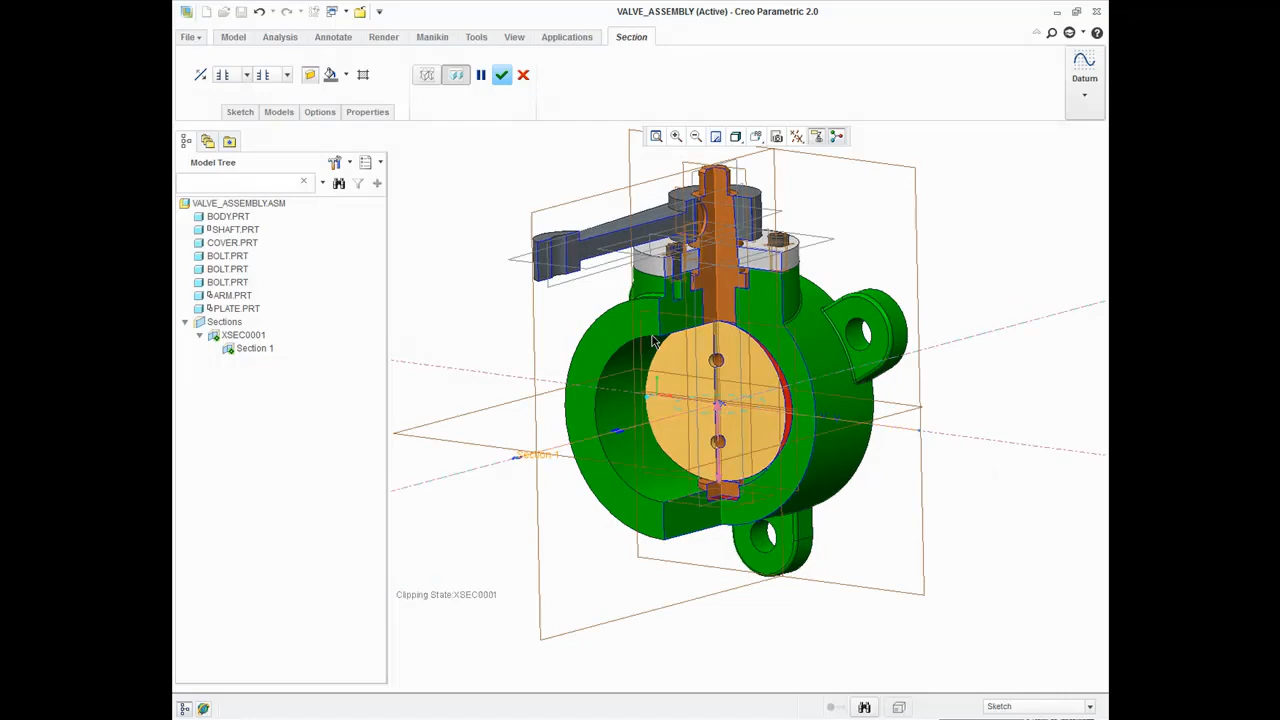 VALVE_ASSEMBLY (Active) - Creo Parametric 2.0
File
Model
Analysis
Annotate
Render
Manikin
Tools
View
Applications
Section
Datum
Sketch
Models
Options
Properties
Model Tree
VALVE_ASSEMBLY.ASM
BODY.PRT
SHAFT.PRT
COVER.PRT
BOLT.PRT
BOLT.PRT
BOLT.PRT
ARM.PRT
PLATE.PRT
Sections
XSEC0001
Section 1
Section 1
Clipping State:XSEC0001
Sketch